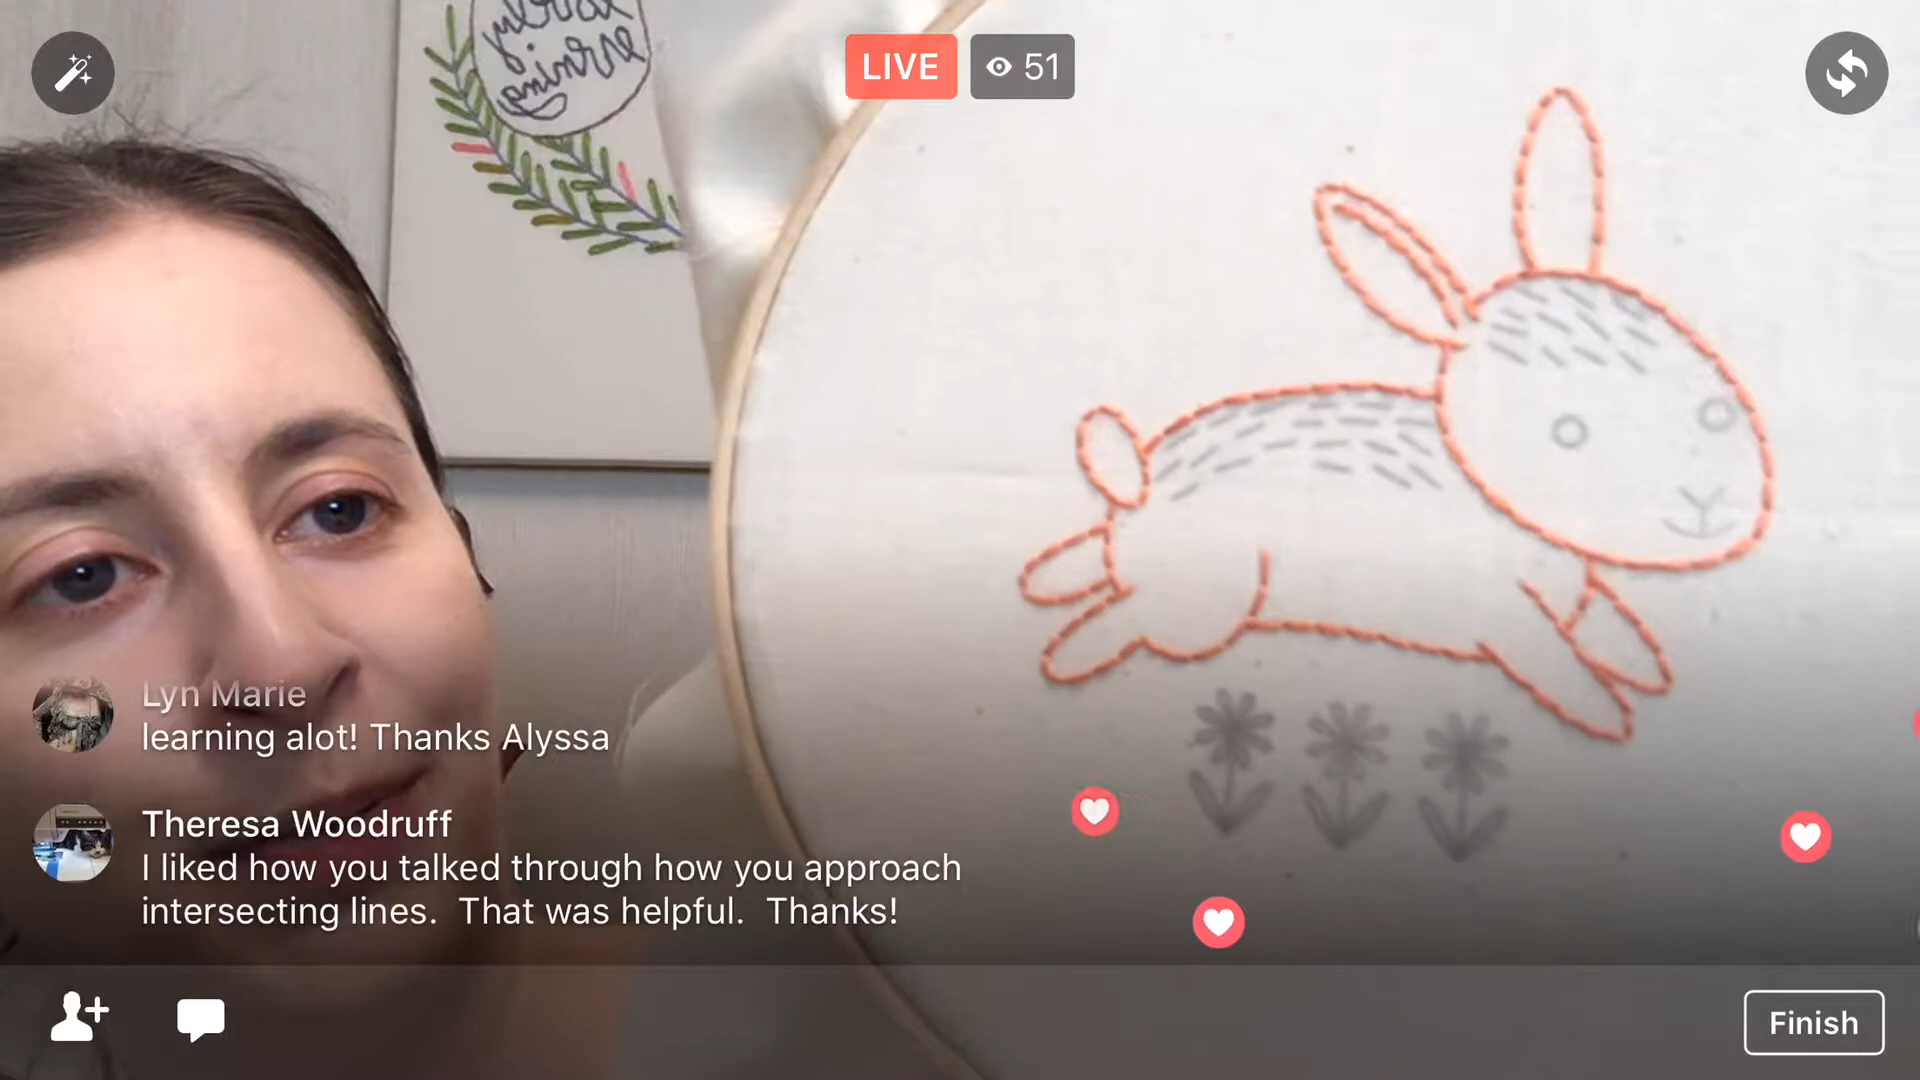 LIVE
51
Lyn Marie
learning alot! Thanks Alyssa
Theresa Woodruff
I liked how you talked through how you approach
intersecting lines.  That was helpful.  Thanks!
Finish